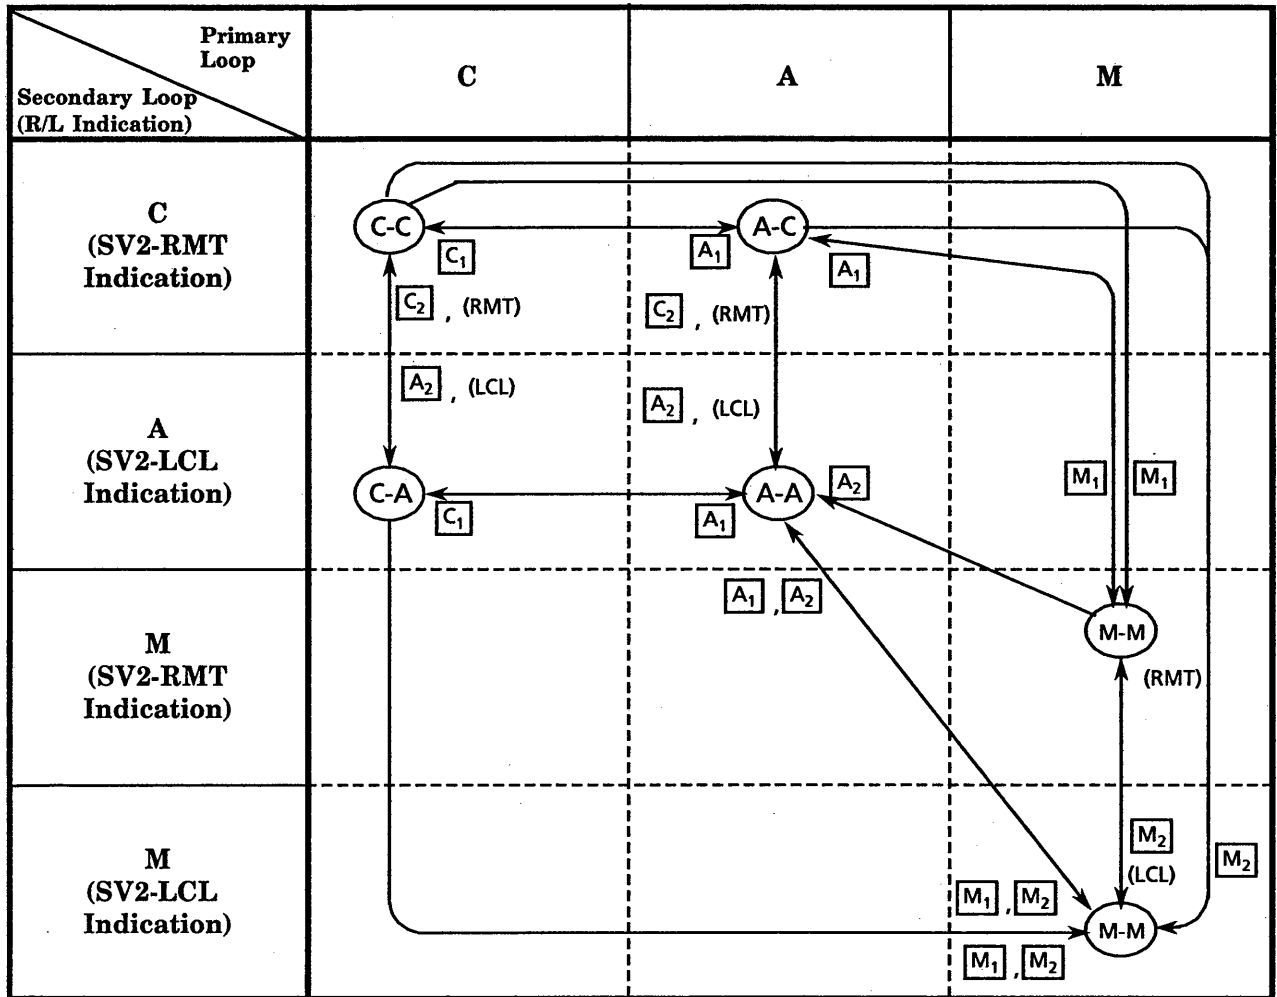 Primary
Loop
Secondary Loop
(R/L Indication)
C
A
M
C
(SV2-RMT
Indication)
C-C
A-C
C₁
A₁
A₁
C₂ , (RMT)
C₂ , (RMT)
A
(SV2-LCL
Indication)
A₂ , (LCL)
A₂ , (LCL)
C-A
A-A
A₂
M₁
M₁
C₁
A₁
M
(SV2-RMT
Indication)
A₁ , A₂
M-M
(RMT)
M
(SV2-LCL
Indication)
M₂
(LCL)
M₂
M₁ , M₂
M-M
M₁ , M₂